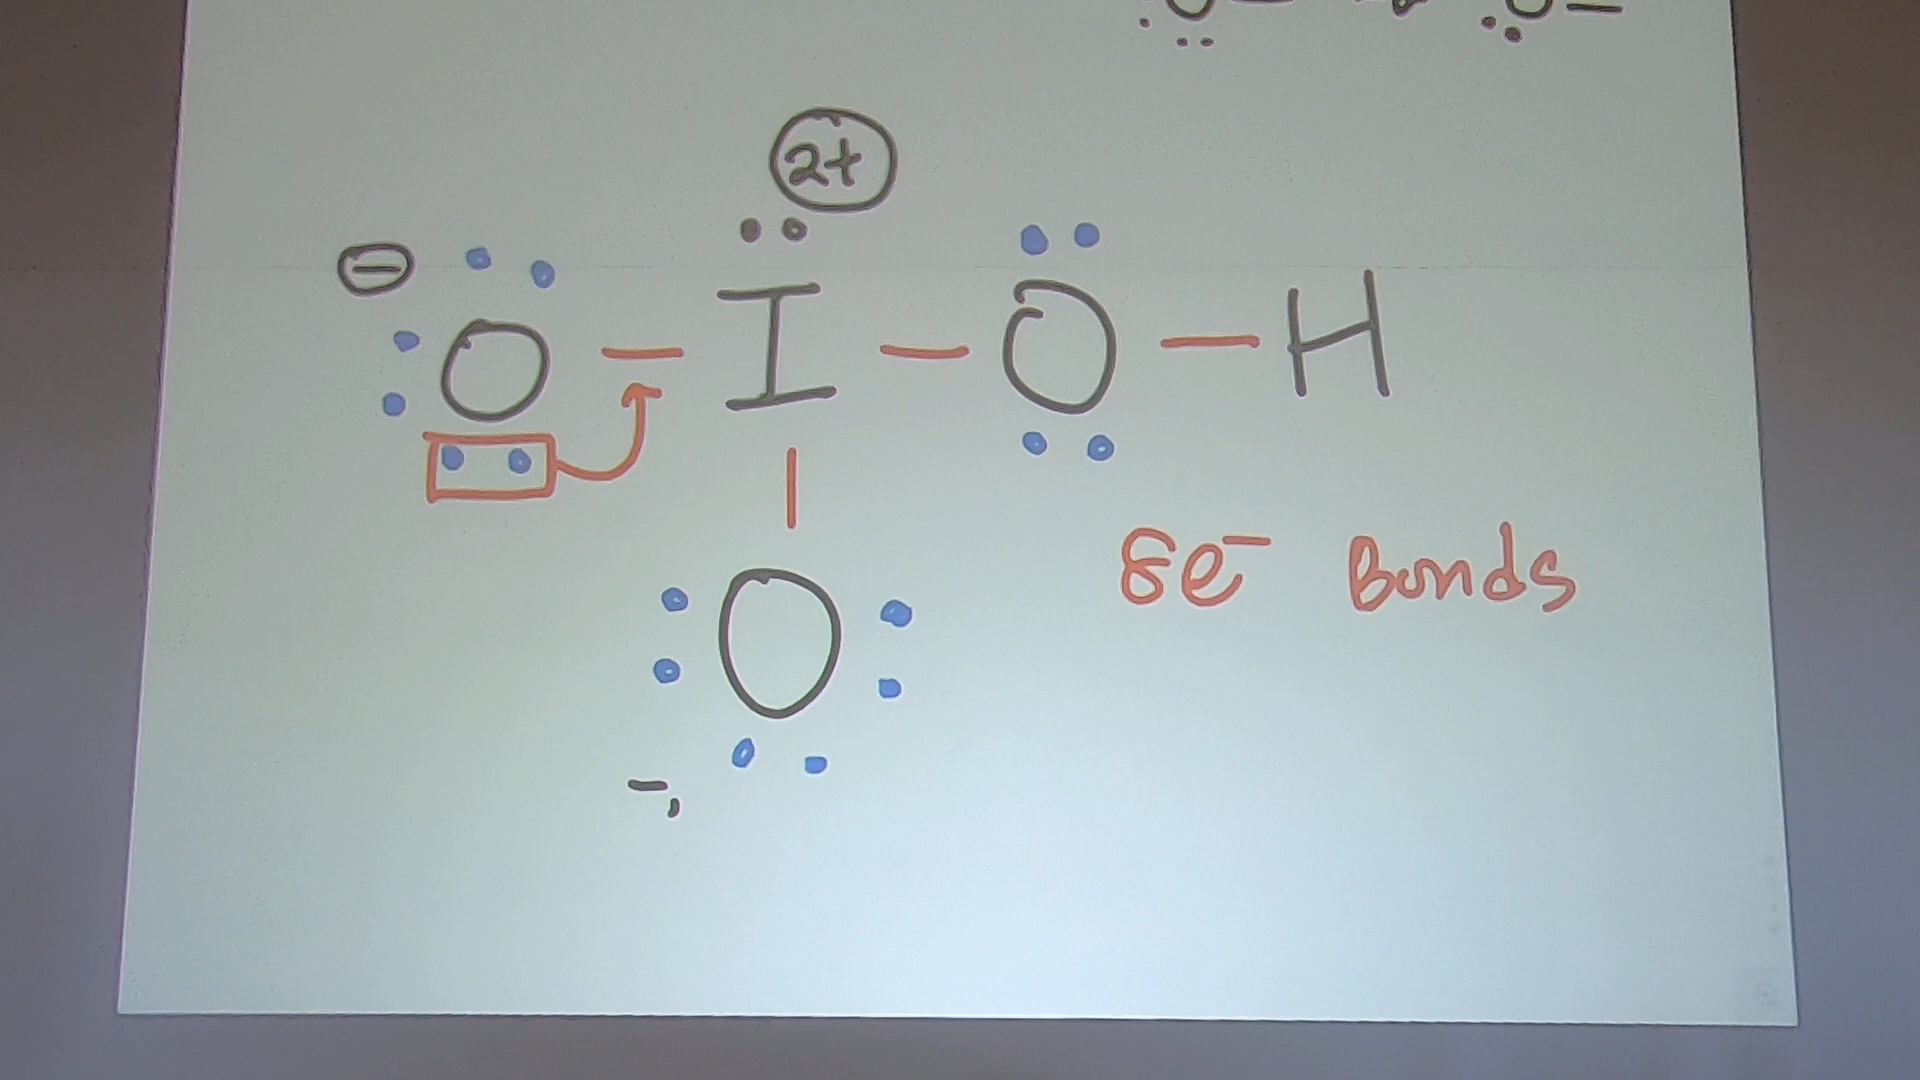 2+
−
O − I − O − H
O
8e⁻ Bonds
−